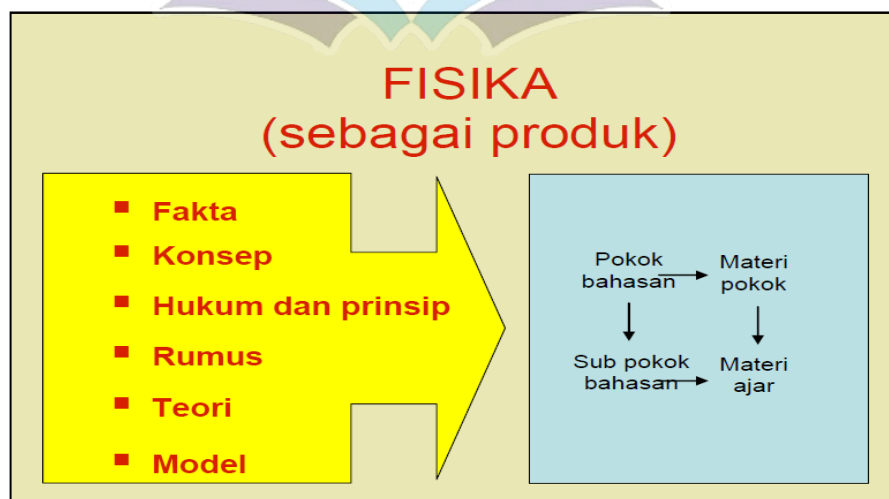 FISIKA
(sebagai produk)
Fakta
Konsep
Hukum dan prinsip
Rumus
Teori
Model
Pokok
bahasan
Materi
pokok
Sub pokok
bahasan
Materi
ajar